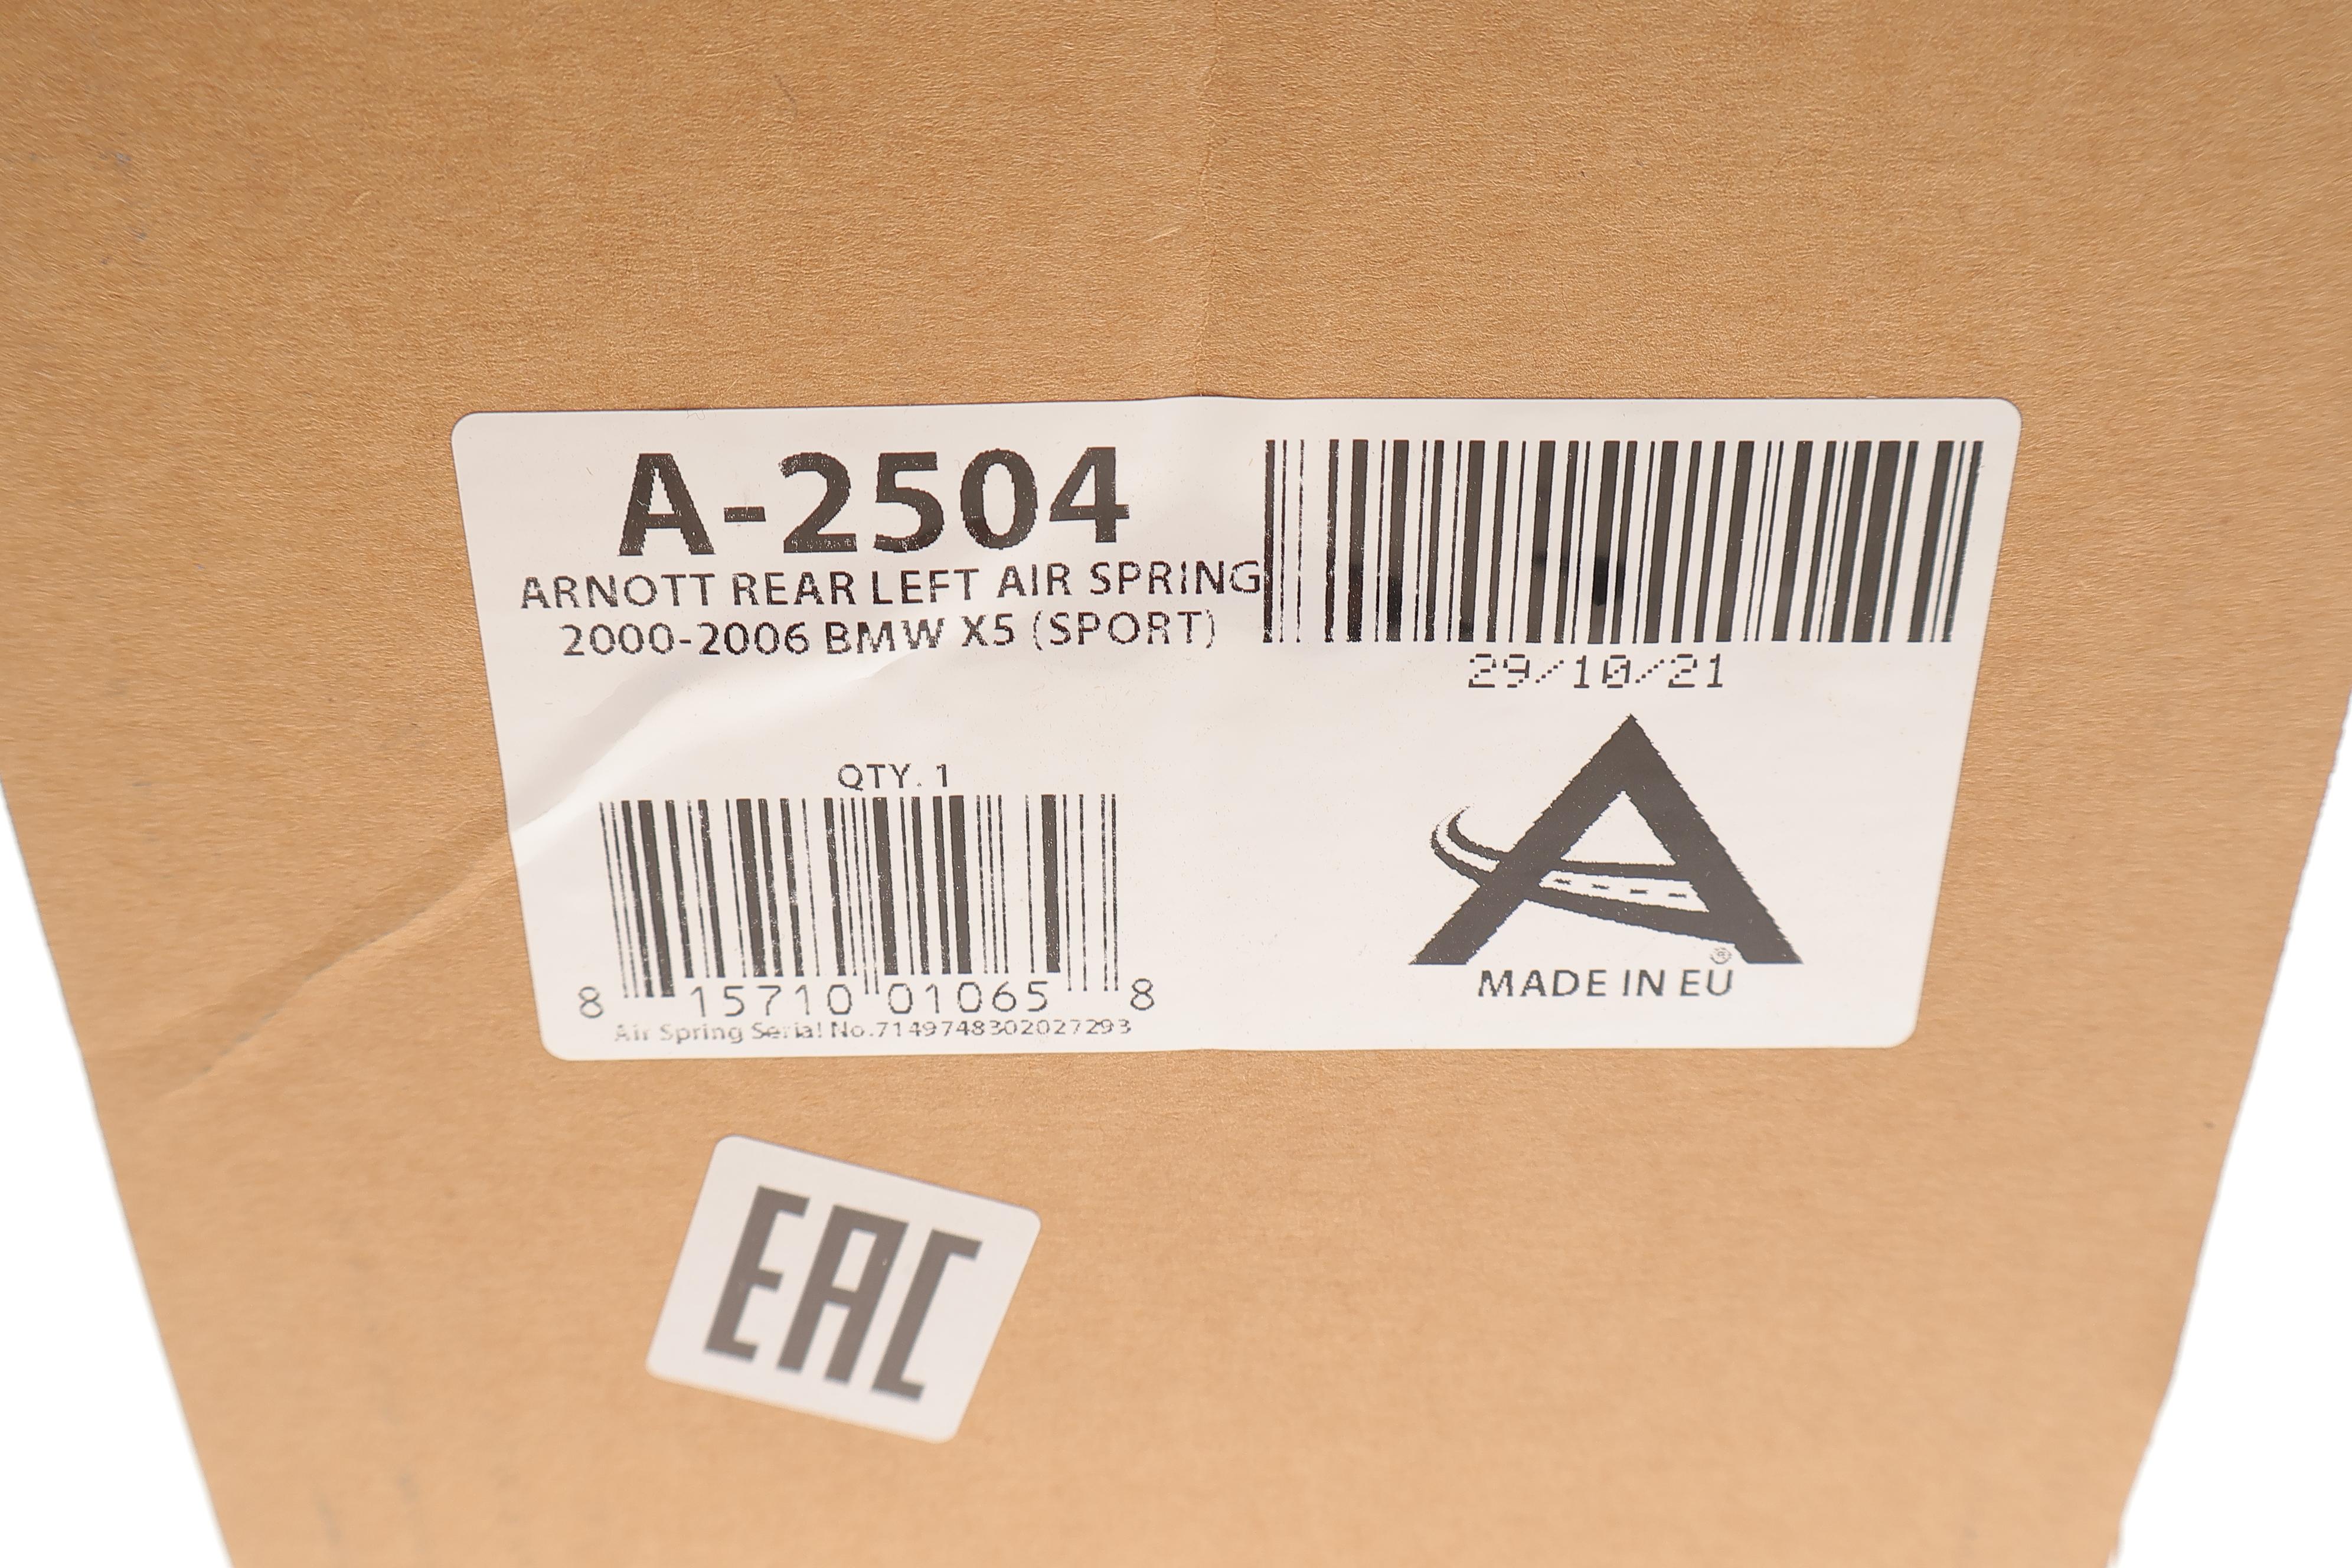 A-2504
ARNOTT REAR LEFT AIR SPRING
2000-2006 BMW X5 (SPORT)
29/10/21
QTY. 1
8 15710 01065 8
Air Spring Serial No.7149748302027293
®
MADE IN EU
EAC